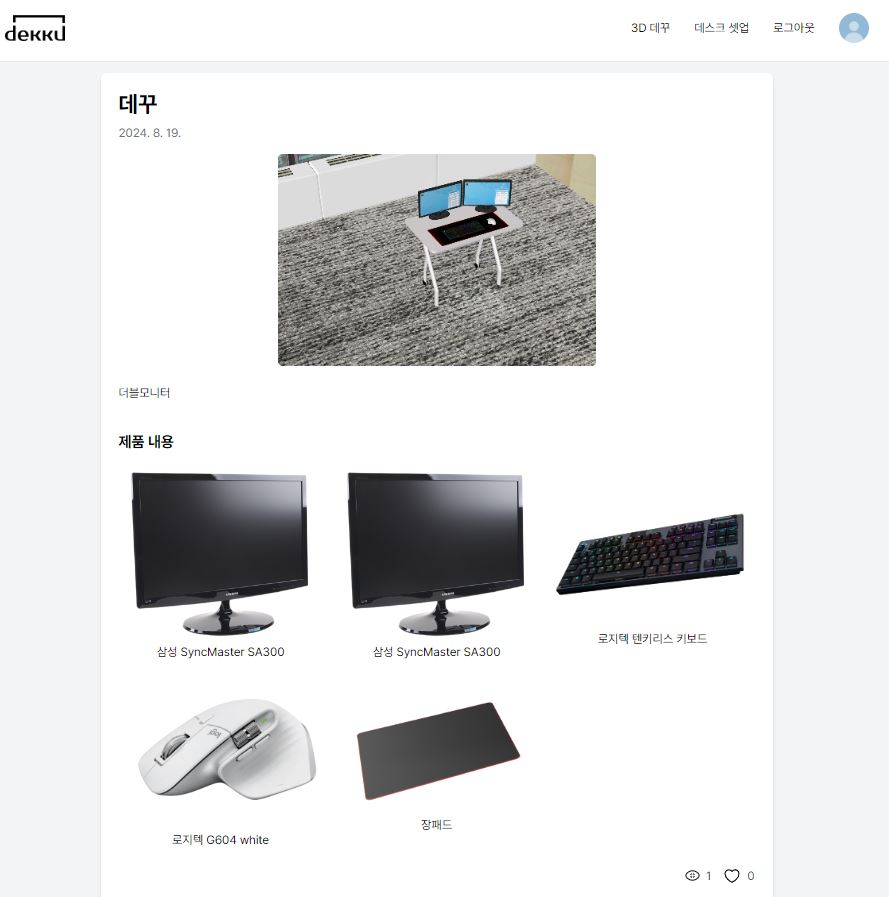 dekku
3D 데꾸
데스크 셋업
로그아웃
데꾸
2024. 8. 19.
더블모니터
제품 내용
삼성 SyncMaster SA300
삼성 SyncMaster SA300
로지텍 텐키리스 키보드
logi
로지텍 G604 white
장패드
1
0